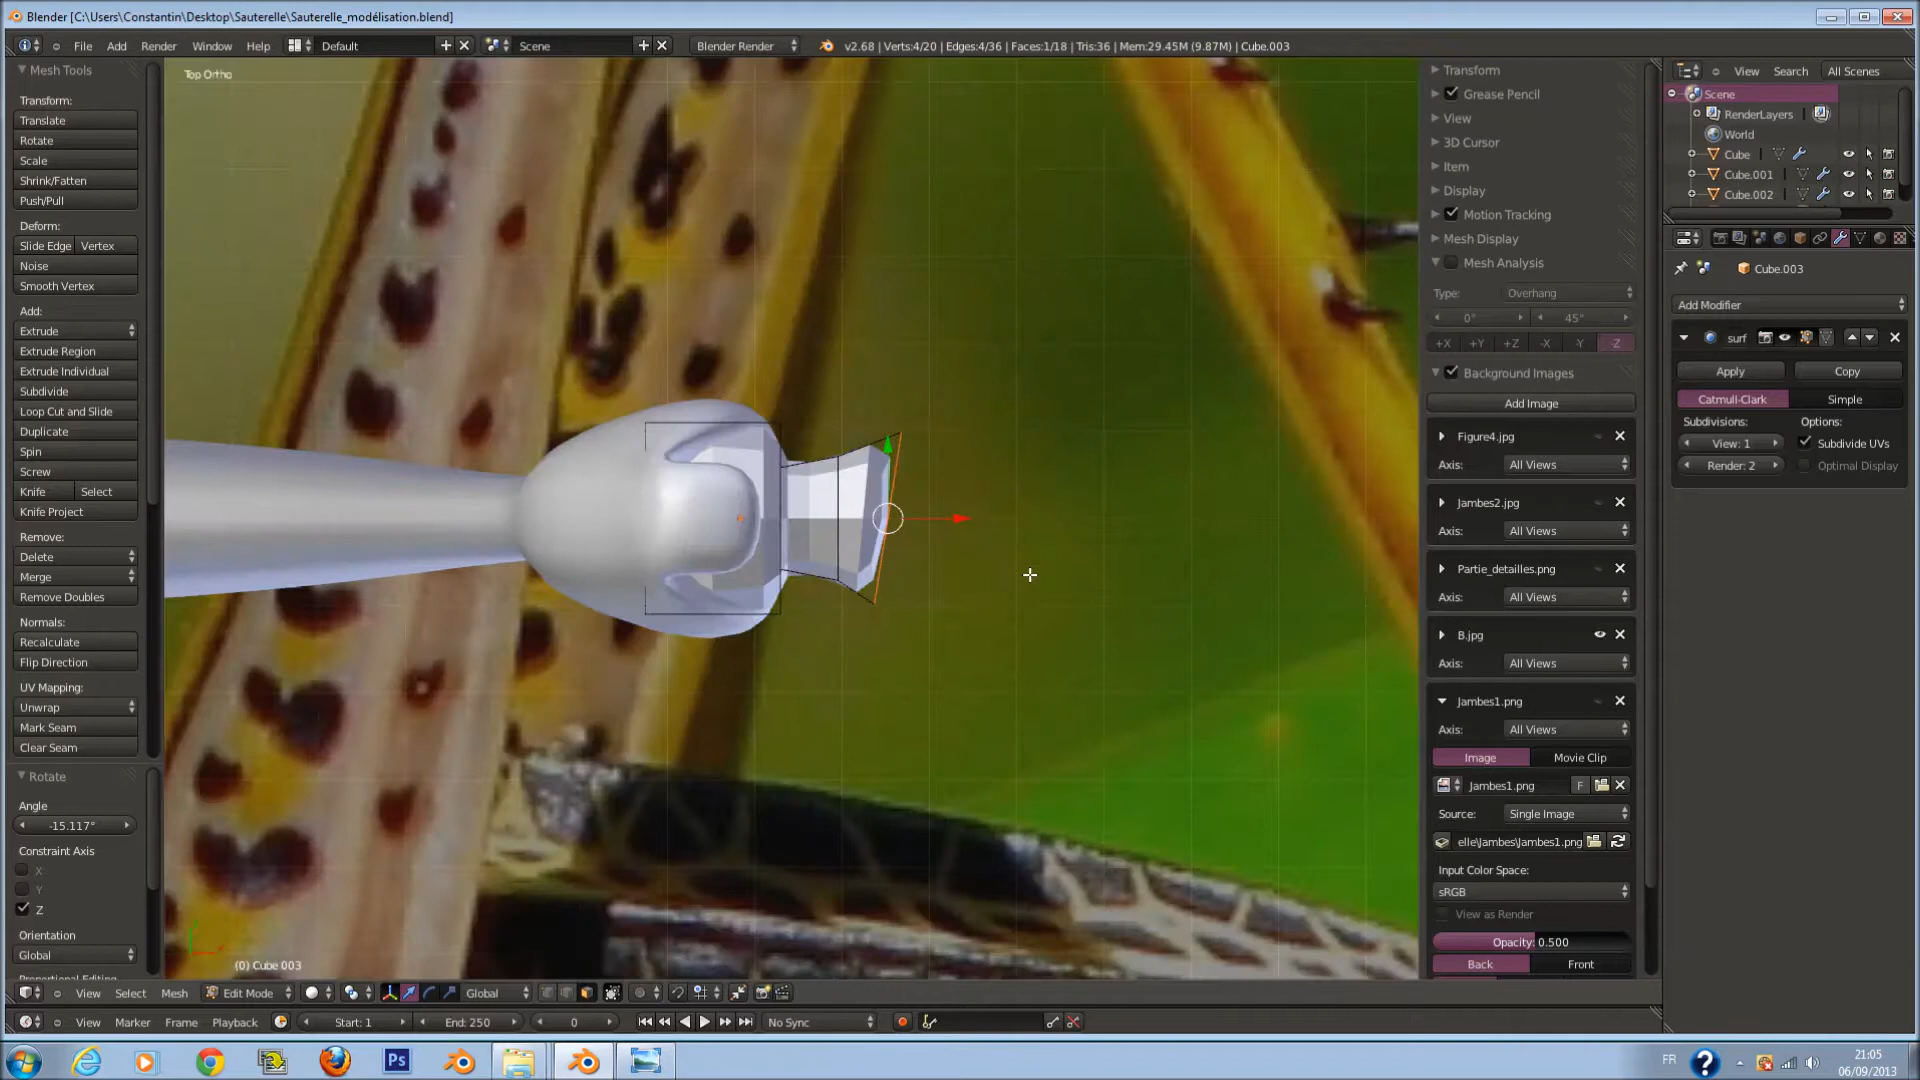 Blender [C:\Users\Constantin\Desktop\Sauterelle\Sauterelle_modélisation.blend]
File Add Render Window Help Default Scene Blender Render v2.68 | Verts:4/20 | Edges:4/36 | Faces:1/18 | Tris:36 | Mem:29.45M (9.87M) | Cube.003
Mesh Tools
Transform:
Translate
Rotate
Scale
Shrink/Fatten
Push/Pull
Deform:
Slide Edge Vertex
Noise
Smooth Vertex
Add:
Extrude
Extrude Region
Extrude Individual
Subdivide
Loop Cut and Slide
Duplicate
Spin
Screw
Knife Select
Knife Project
Remove:
Delete
Merge
Remove Doubles
Normals:
Recalculate
Flip Direction
UV Mapping:
Unwrap
Mark Seam
Clear Seam
Rotate
Angle
-15.117°
Constraint Axis
X
Y
Z
Orientation
Global
Proportional Editing
Top Ortho
(0) Cube 003
Transform
Grease Pencil
View
3D Cursor
Item
Display
Motion Tracking
Mesh Display
Mesh Analysis
Type: Overhang
0° 45°
+X +Y +Z -X -Y -Z
Background Images
Add Image
Figure4.jpg
Axis: All Views
Jambes2.jpg
Axis: All Views
Partie_detailles.png
Axis: All Views
B.jpg
Axis: All Views
Jambes1.png
Axis: All Views
Image Movie Clip
Jambes1.png F
Source: Single Image
elle\Jambes\Jambes1.png
Input Color Space:
sRGB
View as Render
Opacity: 0.500
Back Front
View Search All Scenes
Scene
RenderLayers
World
Cube
Cube.001
Cube.002
Cube.003
Add Modifier
surf
Apply Copy
Catmull-Clark Simple
Subdivisions: Options:
View: 1 Subdivide UVs
Render: 2 Optimal Display
View Select Mesh Edit Mode Global
View Marker Frame Playback Start: 1 End: 250 0 No Sync
Ps FR ? 21:05
06/09/2013